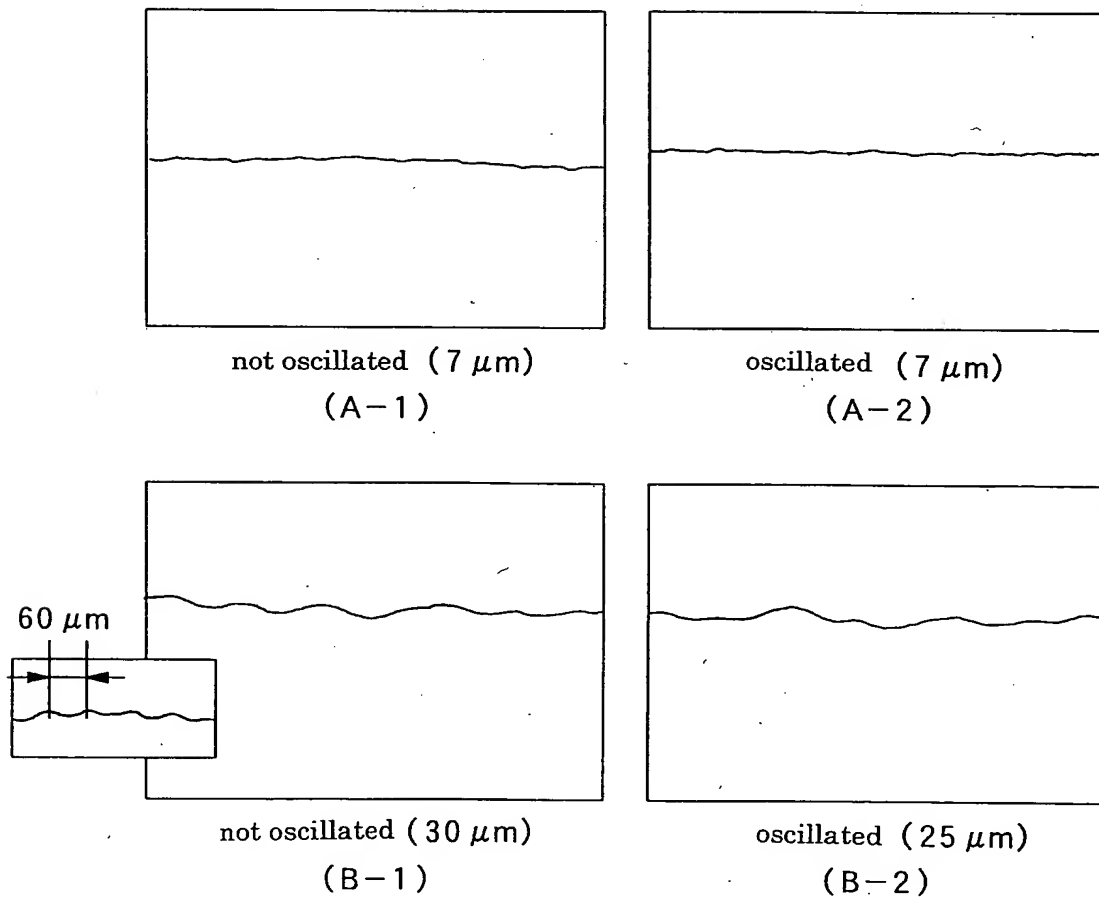 not oscillated (7 μm)
(A-1)
oscillated (7 μm)
(A-2)
60 μm
not oscillated (30 μm)
(B-1)
oscillated (25 μm)
(B-2)